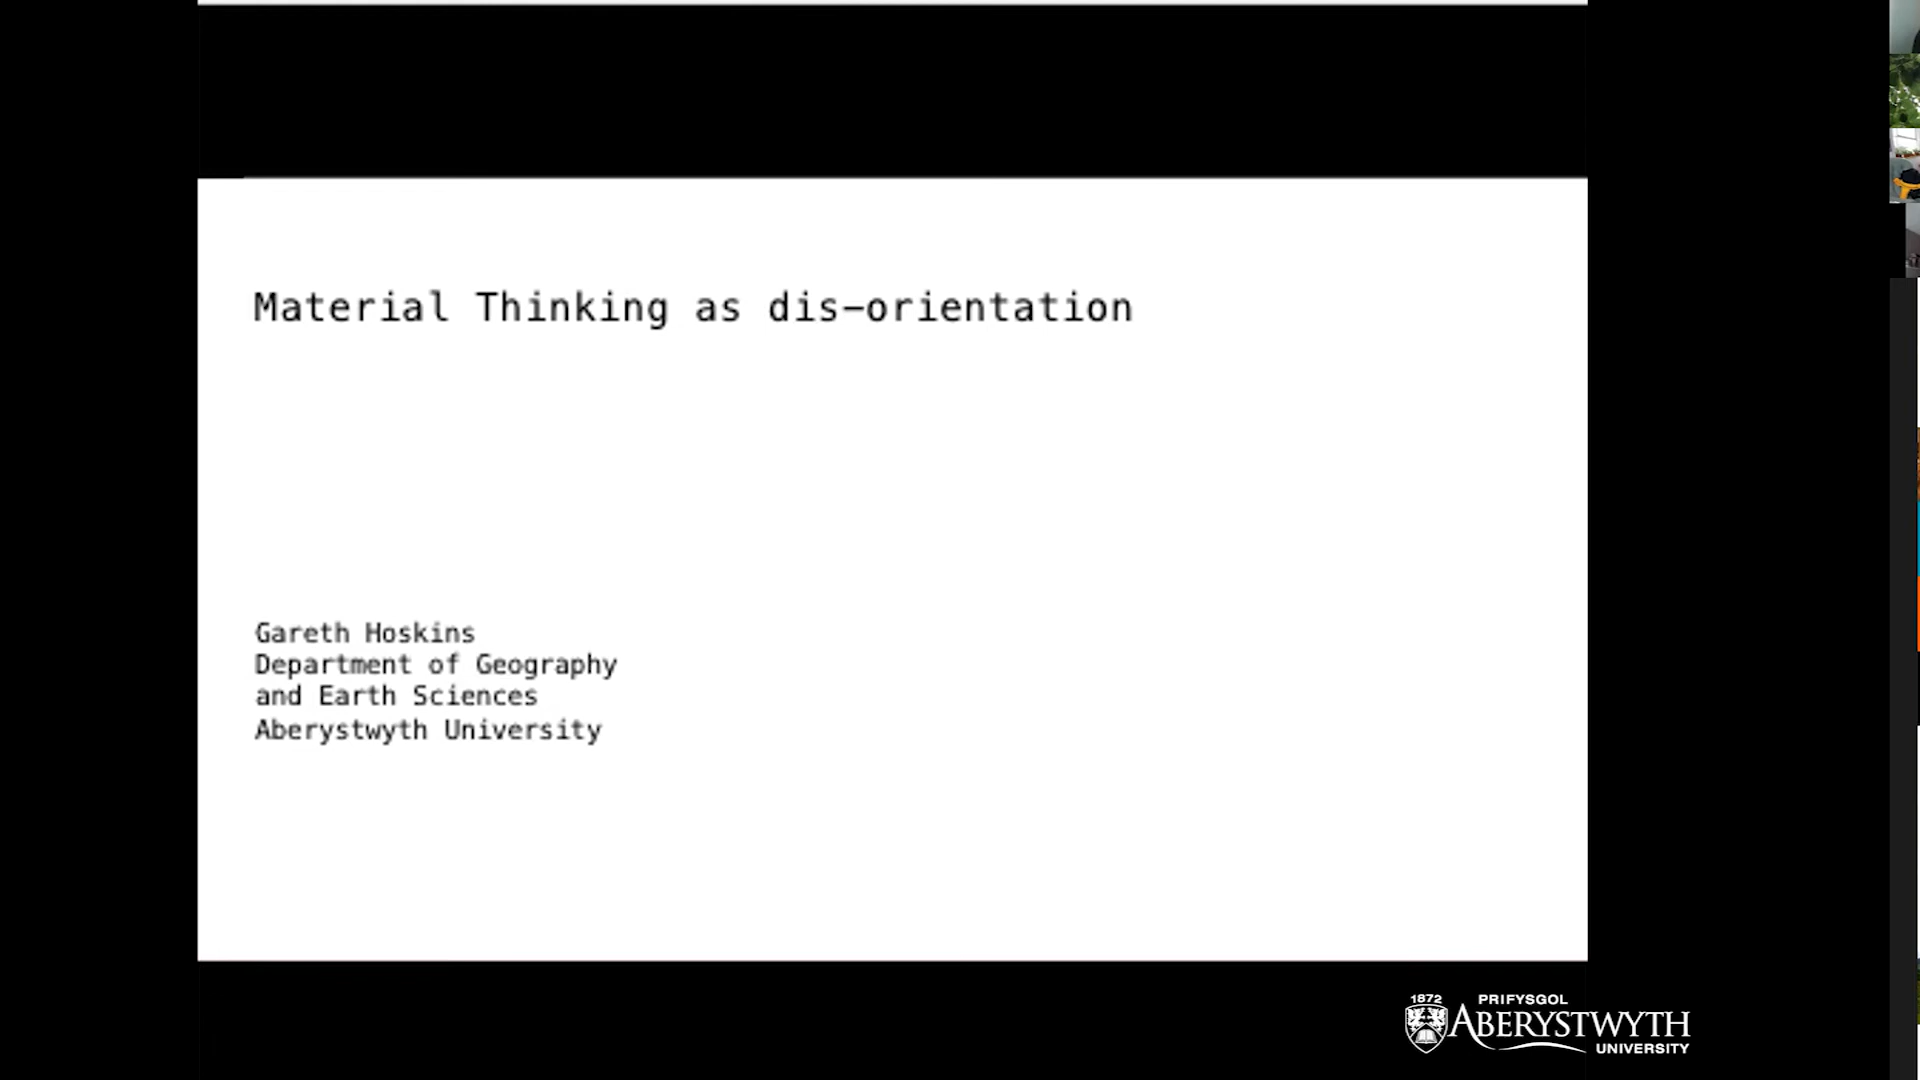 Material Thinking as dis-orientation
Gareth Hoskins
Department of Geography
and Earth Sciences
Aberystwyth University
1872
PRIFYSGOL
ABERYSTWYTH
UNIVERSITY